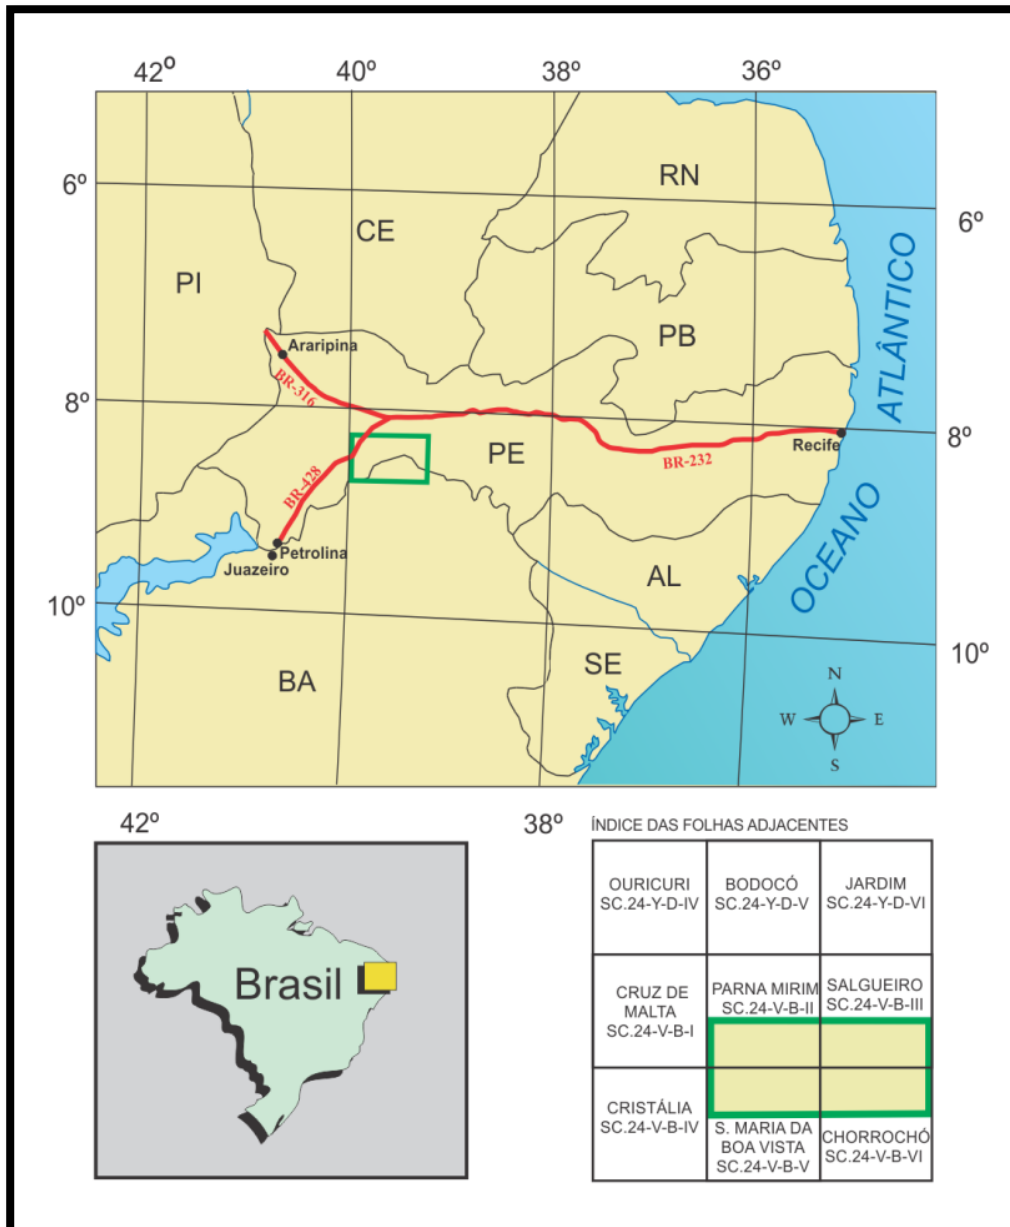 42º 40º 38º 36º
RN
6º
6º
CE
PI
ATLÂNTICO
PB
Araripina
BR-316
8º
8º
Recife
PE
BR-232
BR-428
OCEANO
Petrolina
Juazeiro
AL
10º
10º
SE
BA
N
W E
S
42º 38º
ÍNDICE DAS FOLHAS ADJACENTES
OURICURI
SC.24-Y-D-IV
BODOCÓ
SC.24-Y-D-V
JARDIM
SC.24-Y-D-VI
Brasil
CRUZ DE
MALTA
SC.24-V-B-I
PARNA MIRIM
SC.24-V-B-II
SALGUEIRO
SC.24-V-B-III
CRISTÁLIA
SC.24-V-B-IV
S. MARIA DA
BOA VISTA
SC.24-V-B-V
CHORROCHÓ
SC.24-V-B-VI